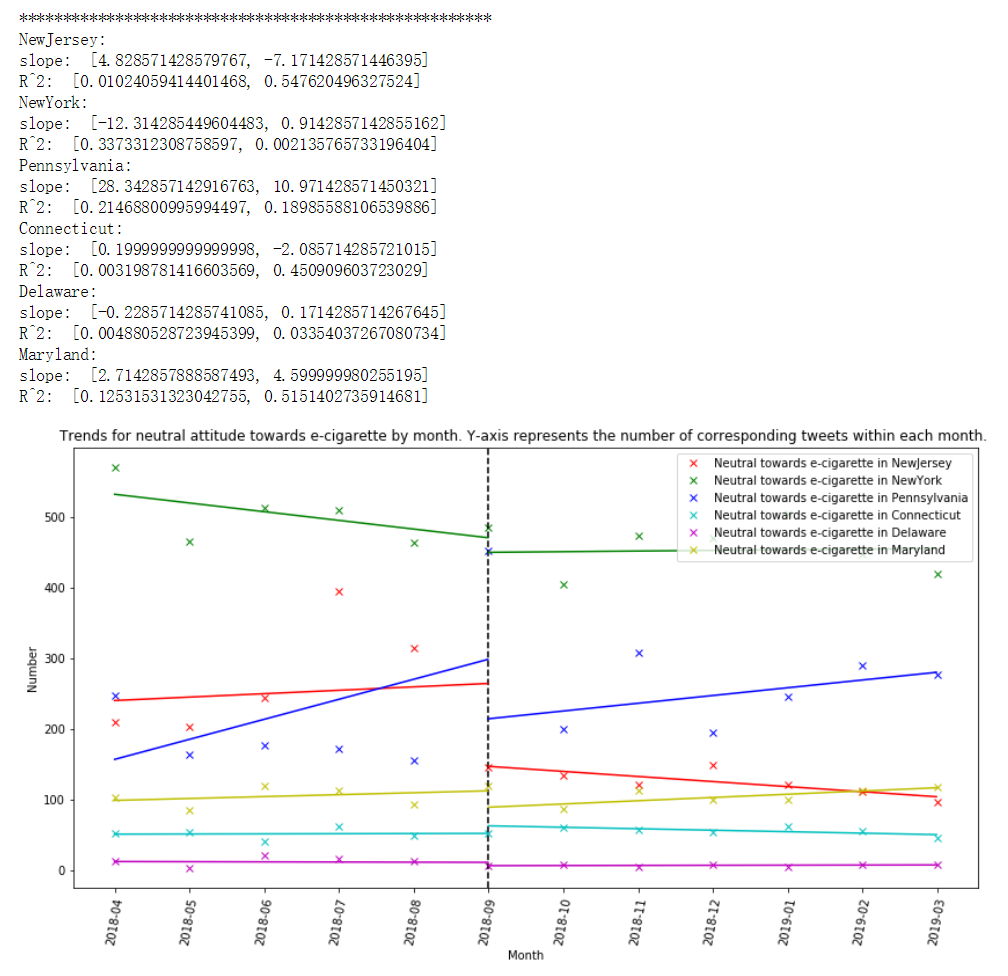 ******************************************************
NewJersey:
slope:  [4.828571428579767, -7.171428571446395]
R^2:  [0.01024059414401468, 0.547620496327524]
NewYork:
slope:  [-12.314285449604483, 0.9142857142855162]
R^2:  [0.3373312308758597, 0.002135765733196404]
Pennsylvania:
slope:  [28.342857142916763, 10.971428571450321]
R^2:  [0.21468800995994497, 0.18985588106539886]
Connecticut:
slope:  [0.1999999999999998, -2.085714285721015]
R^2:  [0.003198781416603569, 0.450909603723029]
Delaware:
slope:  [-0.2285714285741085, 0.1714285714267645]
R^2:  [0.004880528723945399, 0.03354037267080734]
Maryland:
slope:  [2.7142857888587493, 4.599999980255195]
R^2:  [0.12531531323042755, 0.5151402735914681]
Trends for neutral attitude towards e-cigarette by month. Y-axis represents the number of corresponding tweets within each month.
Neutral towards e-cigarette in NewJersey
Neutral towards e-cigarette in NewYork
Neutral towards e-cigarette in Pennsylvania
Neutral towards e-cigarette in Connecticut
Neutral towards e-cigarette in Delaware
Neutral towards e-cigarette in Maryland
500
400
300
200
100
0
Number
2018-04
2018-05
2018-06
2018-07
2018-08
2018-09
2018-10
2018-11
2018-12
2019-01
2019-02
2019-03
Month